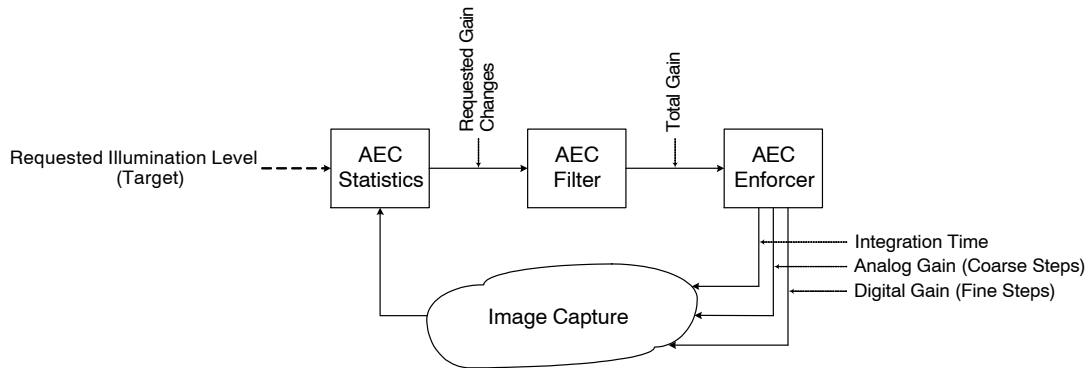 Requested Gain
Changes
Total Gain
Requested Illumination Level
(Target)
AEC
Statistics
AEC
Filter
AEC
Enforcer
Integration Time
Analog Gain (Coarse Steps)
Digital Gain (Fine Steps)
Image Capture